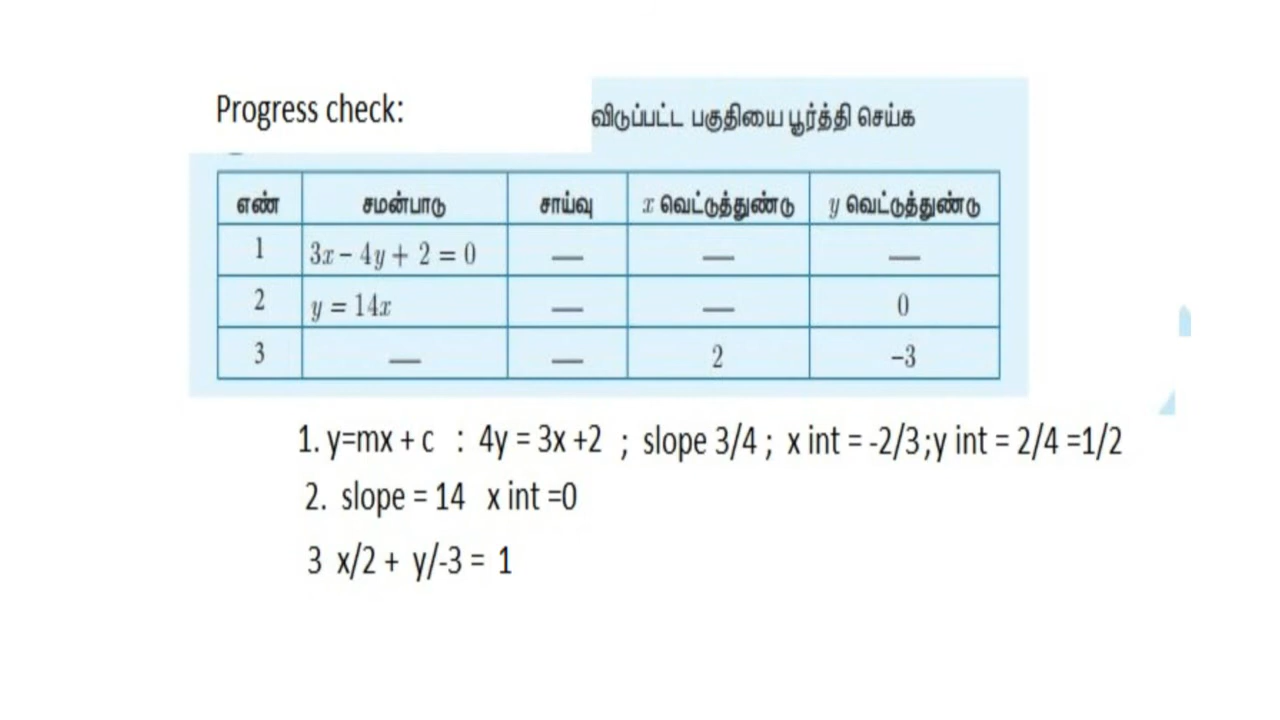 Progress check:
விடுப்பட்ட பகுதியை பூர்த்தி செய்க
எண் சமன்பாடு சாய்வு x வெட்டுத்துண்டு y வெட்டுத்துண்டு
1 3x – 4y + 2 = 0 — — —
2 y = 14x — — 0
3 — — 2 –3
1. y=mx + c : 4y = 3x +2 ; slope 3/4 ; x int = -2/3 ;y int = 2/4 =1/2
2. slope = 14 x int =0
3 x/2 + y/-3 = 1